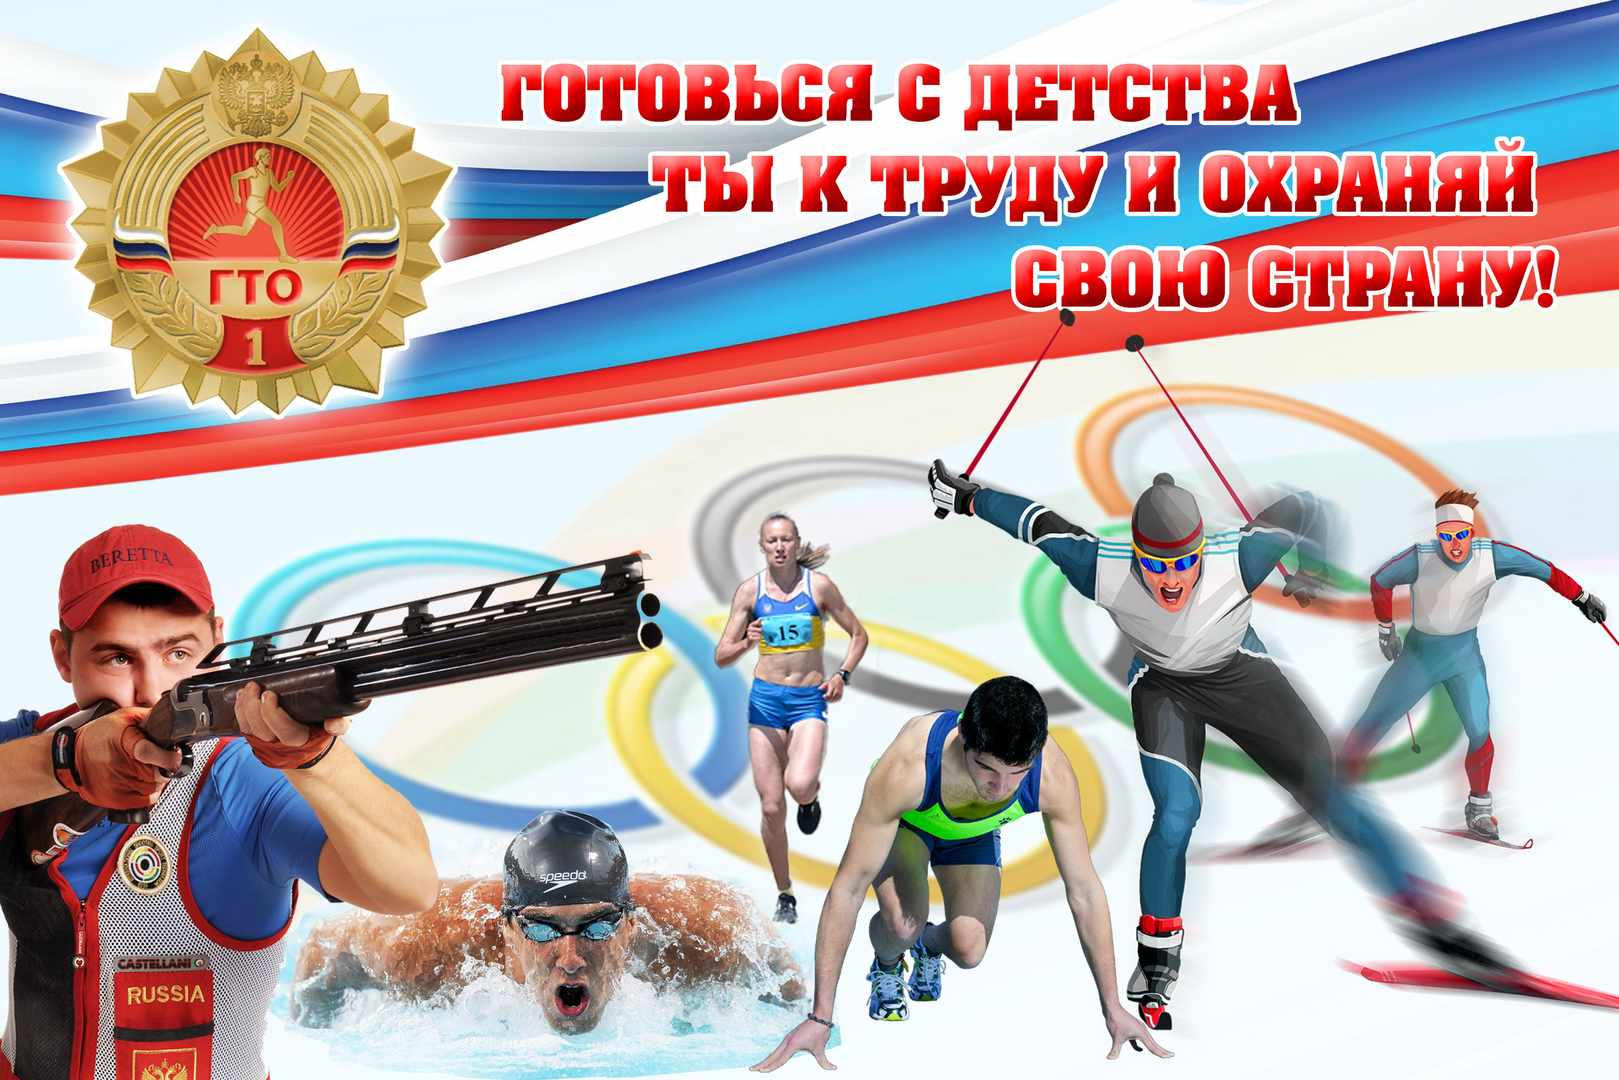 ГОТОВЬСЯ С ДЕТСТВА
ТЫ К ТРУДУ И ОХРАНЯЙ
СВОЮ СТРАНУ!
ГТО
1
BERETTA
15
speedo
CASTELLANI
RUSSIA